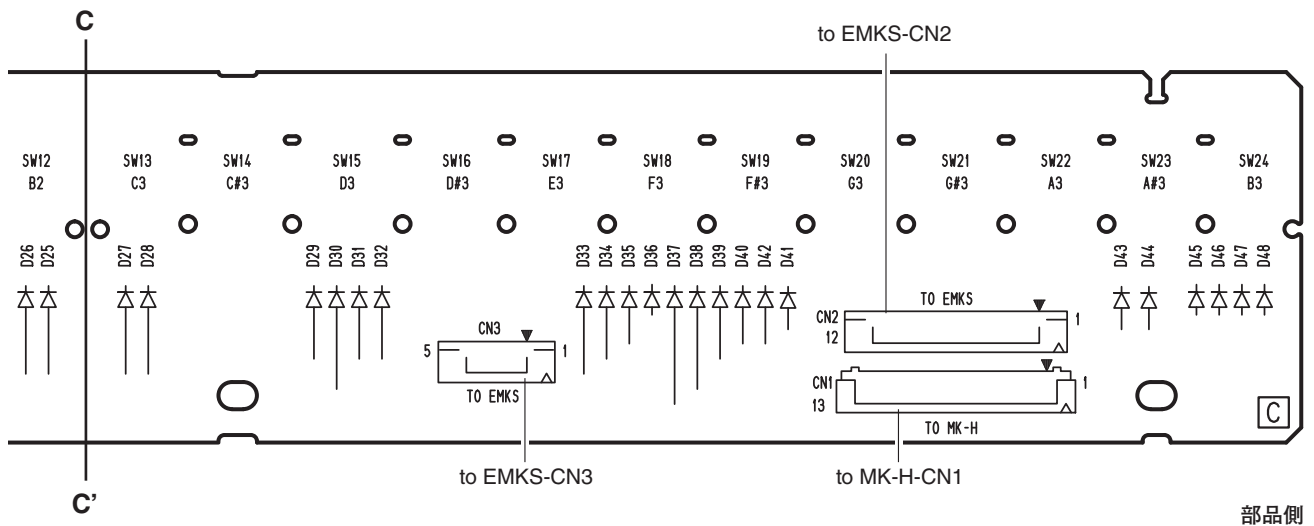 C
to EMKS-CN2
SW12 SW13 SW14 SW15 SW16 SW17 SW18 SW19 SW20 SW21 SW22 SW23 SW24
B2 C3 C#3 D3 D#3 E3 F3 F#3 G3 G#3 A3 A#3 B3
D26 D25 D27 D28 D29 D30 D31 D32 D33 D34 D35 D36 D37 D38 D39 D40 D42 D41 D43 D44 D45 D46 D47 D48
TO EMKS
CN2 1
12
CN3
5 1
TO EMKS
CN1 1
13
TO MK-H
C
to EMKS-CN3
to MK-H-CN1
C’
部品側